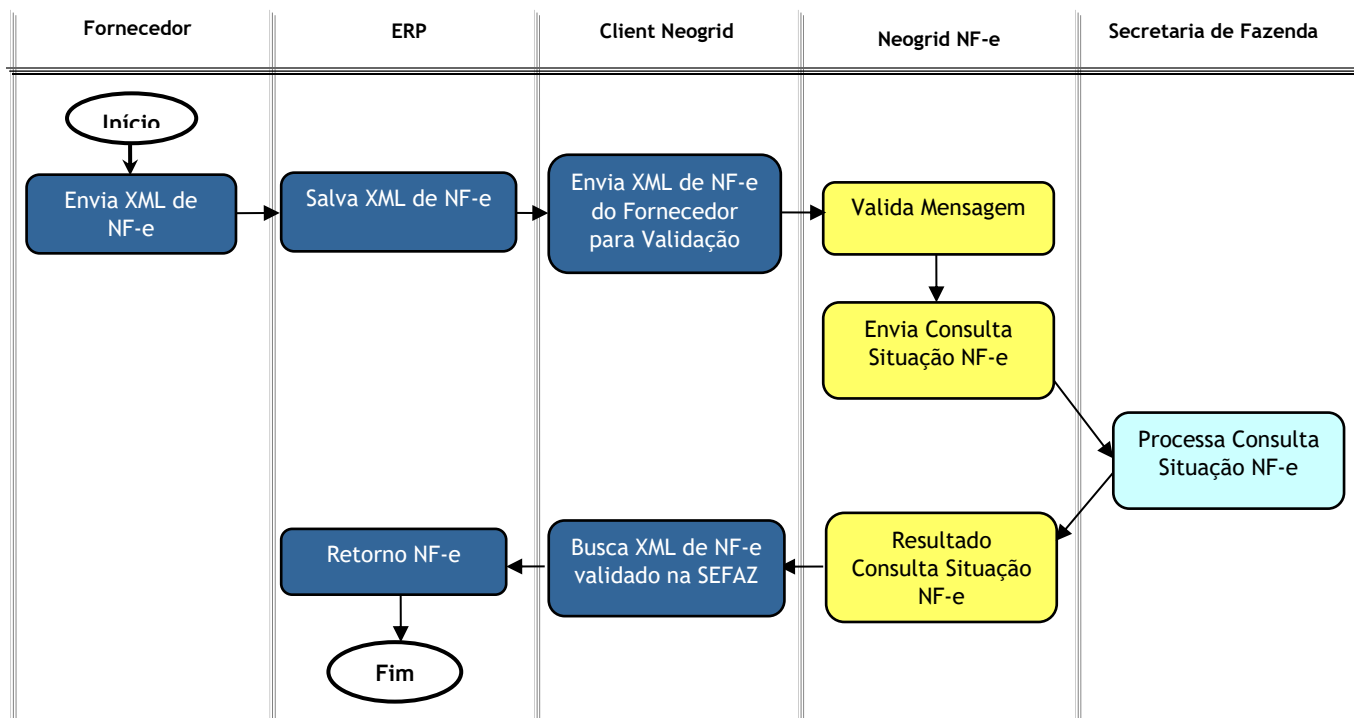 Fornecedor
ERP
Client Neogrid
Neogrid NF-e
Secretaria de Fazenda
Início
Envia XML de
NF-e
Salva XML de NF-e
Envia XML de NF-e
do Fornecedor
para Validação
Valida Mensagem
Envia Consulta
Situação NF-e
Processa Consulta
Situação NF-e
Retorno NF-e
Busca XML de NF-e
validado na SEFAZ
Resultado
Consulta Situação
NF-e
Fim